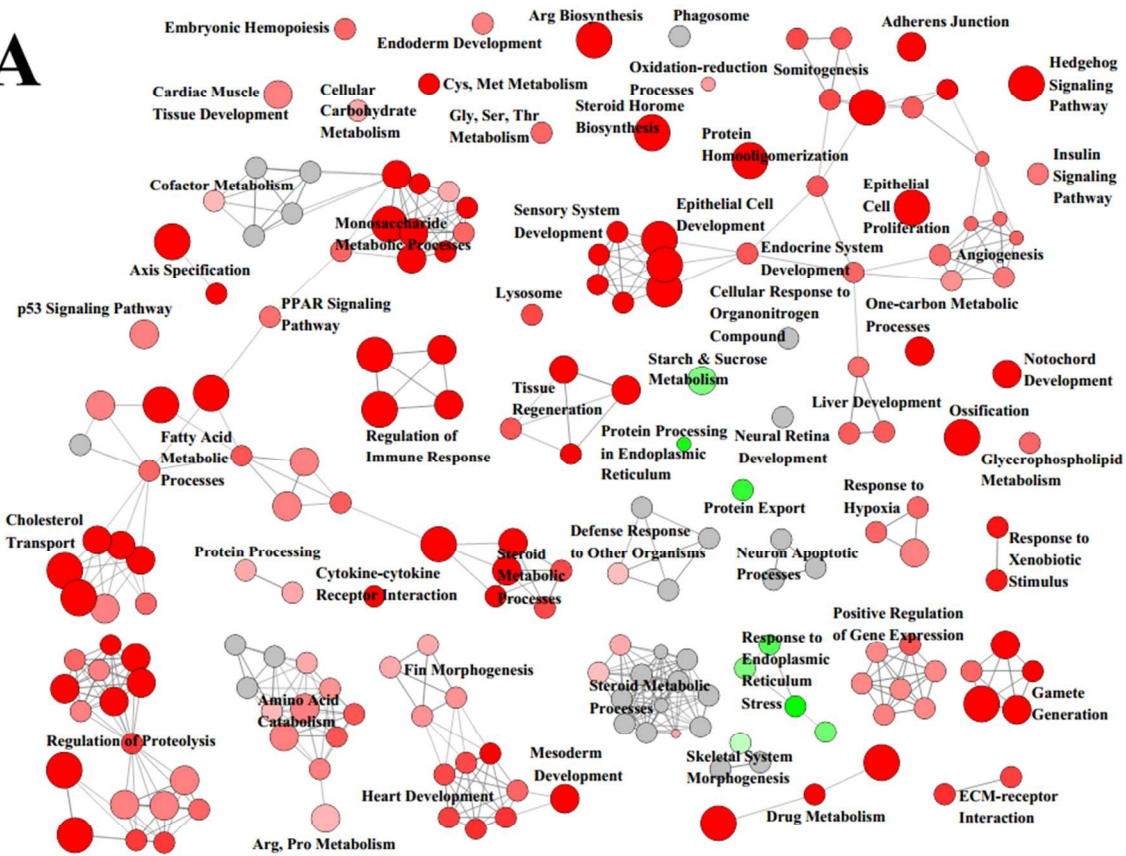 A
Embryonic Hemopoiesis
Endoderm Development
Arg Biosynthesis
Phagosome
Adherens Junction
Cardiac Muscle
Tissue Development
Cellular
Carbohydrate
Metabolism
Cys, Met Metabolism
Gly, Ser, Thr
Metabolism
Oxidation-reduction
Processes
Steroid Horome
Biosynthesis
Somitogenesis
Hedgehog
Signaling
Pathway
Protein
Homooligomerization
Insulin
Signaling
Pathway
Cofactor Metabolism
Monosaccharide
Metabolic Processes
Sensory System
Development
Epithelial Cell
Development
Epithelial
Cell
Proliferation
Endocrine System
Development
Angiogenesis
Axis Specification
p53 Signaling Pathway
PPAR Signaling
Pathway
Lysosome
Cellular Response to
Organonitrogen
Compound
One-carbon Metabolic
Processes
Starch & Sucrose
Metabolism
Notochord
Development
Tissue
Regeneration
Liver Development
Ossification
Fatty Acid
Metabolic
Processes
Regulation of
Immune Response
Protein Processing
in Endoplasmic
Reticulum
Neural Retina
Development
Glycerophospholipid
Metabolism
Protein Export
Response to
Hypoxia
Cholesterol
Transport
Protein Processing
Cytokine-cytokine
Receptor Interaction
Steroid
Metabolic
Processes
Defense Response
to Other Organisms
Neuron Apoptotic
Processes
Response to
Xenobiotic
Stimulus
Positive Regulation
of Gene Expression
Fin Morphogenesis
Response to
Endoplasmic
Reticulum
Stress
Steroid Metabolic
Processes
Amino Acid
Catabolism
Gamete
Generation
Regulation of Proteolysis
Mesoderm
Development
Skeletal System
Morphogenesis
Heart Development
Drug Metabolism
ECM-receptor
Interaction
Arg, Pro Metabolism